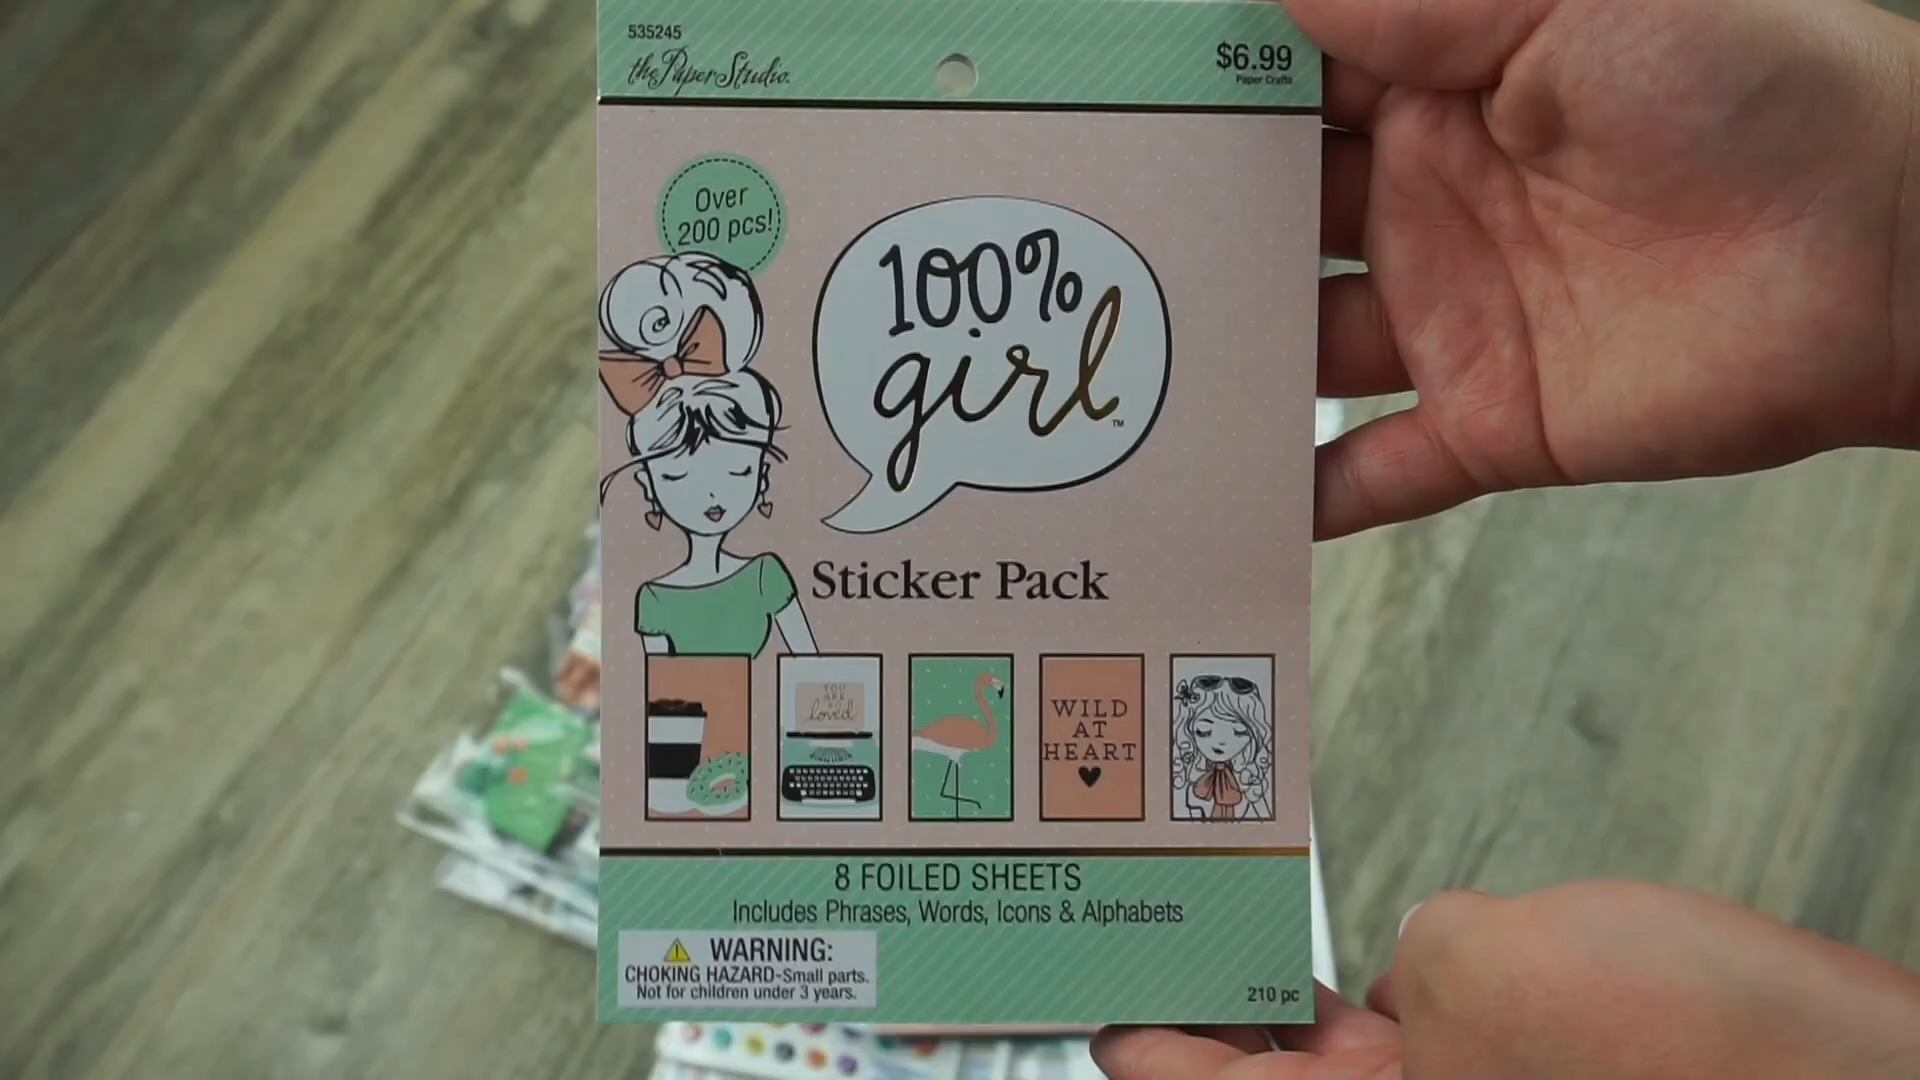 535245
the Paper Studio.
$6.99
Paper Crafts
Over
200 pcs!
100%
girl™
Sticker Pack
YOU
ARE
SO
loved
WILD
AT
HEART
8 FOILED SHEETS
Includes Phrases, Words, Icons & Alphabets
WARNING:
CHOKING HAZARD-Small parts.
Not for children under 3 years.
210 pc